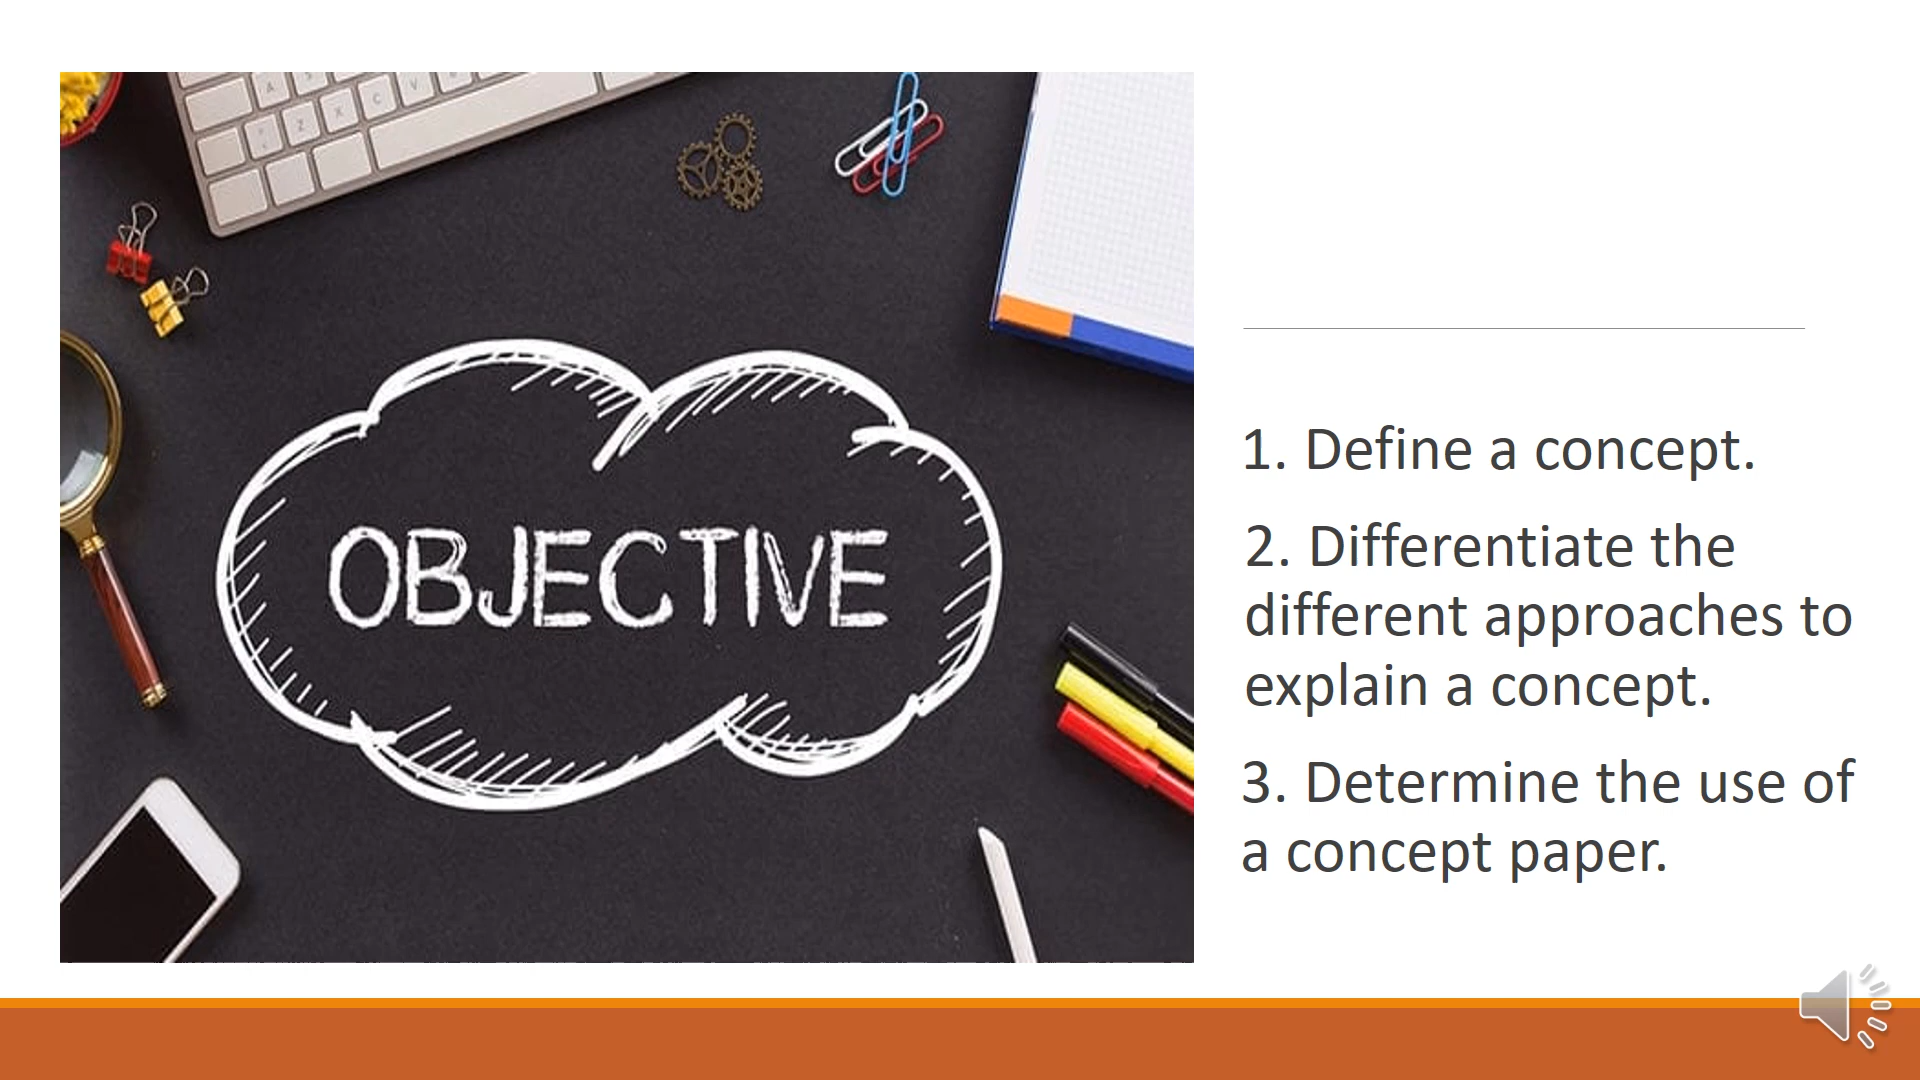 A S
Z X C V
OBJECTIVE
1. Define a concept.
2. Differentiate the
different approaches to
explain a concept.
3. Determine the use of
a concept paper.